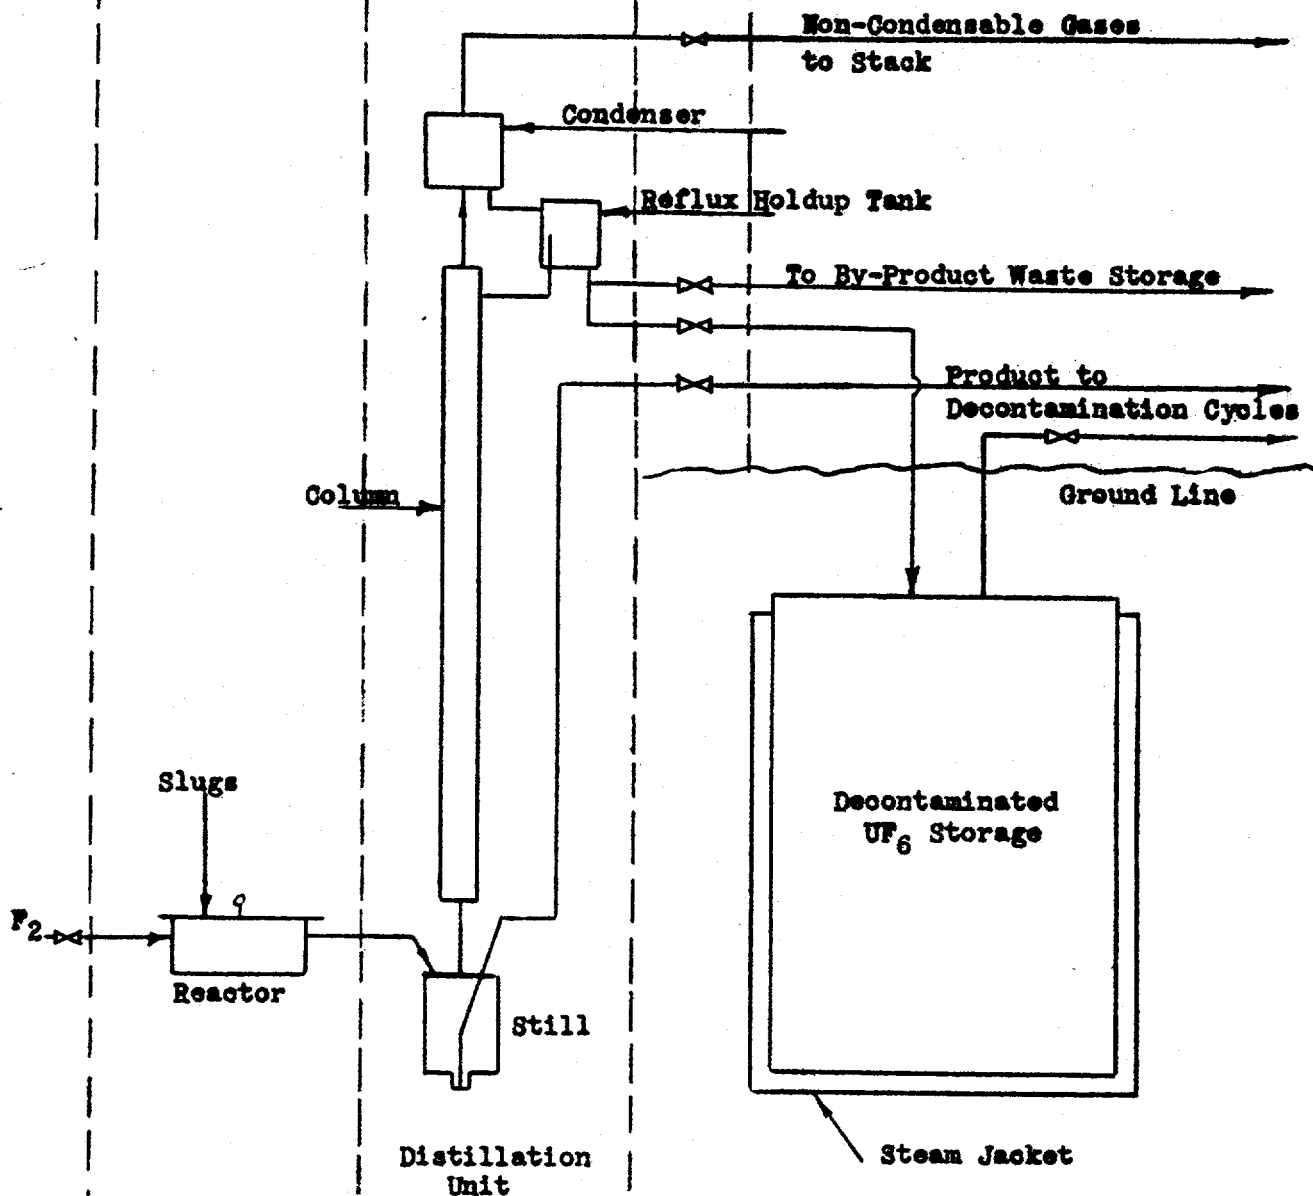 Non-Condensable Gases
to Stack
Condenser
Reflux Holdup Tank
To By-Product Waste Storage
Product to
Decontamination Cycles
Ground Line
Column
Slugs
Decontaminated
UF6 Storage
F2
Reactor
Still
Steam Jacket
Distillation
Unit